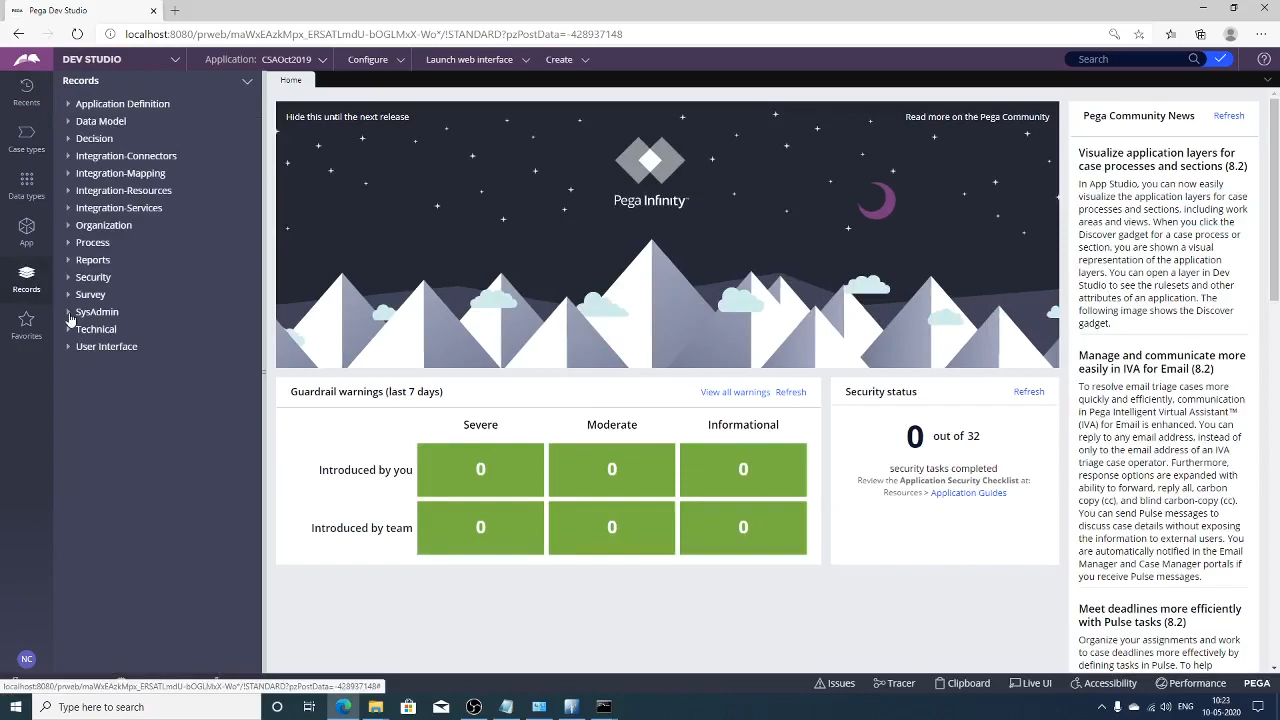 PEGA Pega Dev Studio
localhost:8080/prweb/maWxEAzkMpx_ERSATLmdU-bOGLMxX-Wo*/!STANDARD?pzPostData=-428937148
DEV STUDIO Application: CSAOct2019 Configure Launch web interface Create Search
Records
Home
Recents
Case types
Data types
App
Records
Favorites
NC
Application Definition
Data Model
Decision
Integration-Connectors
Integration-Mapping
Integration-Resources
Integration-Services
Organization
Process
Reports
Security
Survey
SysAdmin
Technical
User Interface
Hide this until the next release Read more on the Pega Community
Pega Infinity™
Guardrail warnings (last 7 days) View all warnings Refresh
Severe Moderate Informational
Introduced by you 0 0 0
Introduced by team 0 0 0
Security status Refresh
0 out of 32
security tasks completed
Review the Application Security Checklist at:
Resources > Application Guides
Pega Community News Refresh
Visualize application layers for
case processes and sections (8.2)
In App Studio, you can now easily
visualize the application layers for case
processes and sections, including work
areas and views. When you click the
Discover gadget for a case process or
section, you are shown a visual
representation of the application
layers. You can open a layer in Dev
Studio to see the rulesets and other
attributes of an application. The
following image shows the Discover
gadget.
Manage and communicate more
easily in IVA for Email (8.2)
To resolve email triage cases more
quickly and efficiently, communication
in Pega Intelligent Virtual Assistant™
(IVA) for Email is enhanced. You can
reply to any email address, instead of
only to the email address of an IVA
triage case operator. Furthermore,
response options are expanded with
ability to forward, reply all, carbon
copy (cc), and blind carbon-copy (cc).
You can send Pulse messages to
discuss case details without exposing
the information to external users. You
are automatically notified in the Email
Manager and Case Manager portals if
you receive Pulse messages.
Meet deadlines more efficiently
with Pulse tasks (8.2)
Organize your assignments and work
to case deadlines more effectively by
defining tasks in Pulse. To help
localhost:8080/prweb/maWxEAzkMpx_ERSATLmdU-bOGLMxX-Wo*/!STANDARD?pzPostData=-428937148#
Issues Tracer Clipboard Live UI Accessibility Performance PEGA
Type here to search
ENG 10:23
10-05-2020